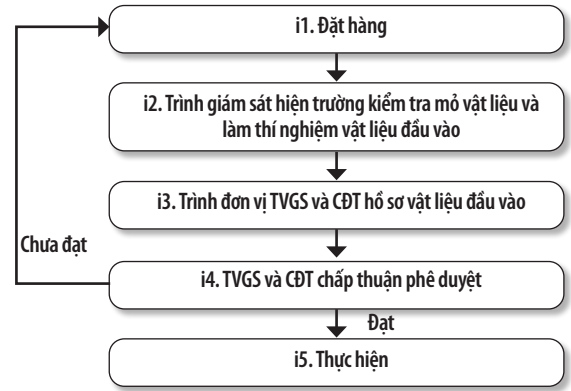 i1. Đặt hàng
i2. Trình giám sát hiện trường kiểm tra mỏ vật liệu và
làm thí nghiệm vật liệu đầu vào
i3. Trình đơn vị TVGS và CĐT hồ sơ vật liệu đầu vào
Chưa đạt
i4. TVGS và CĐT chấp thuận phê duyệt
Đạt
i5. Thực hiện